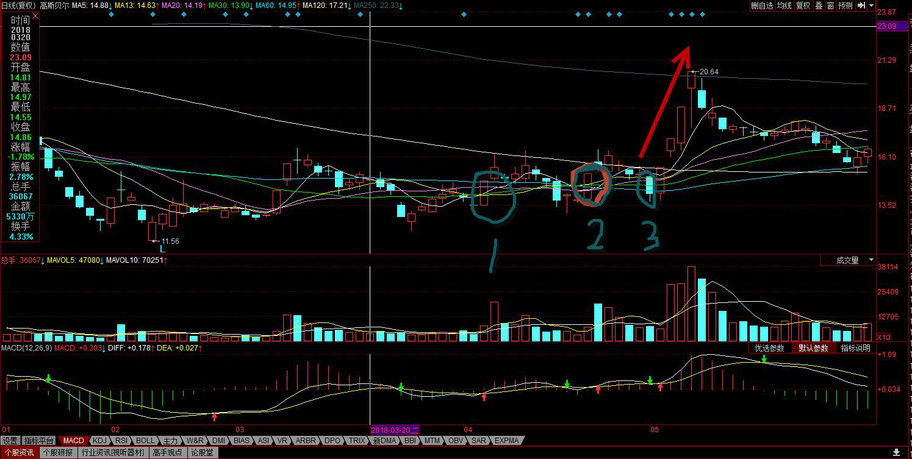 日线(复权) 高斯贝尔 MA5: 14.88↓ MA13: 14.63↑ MA20: 14.19↑ MA30: 13.90↓ MA60: 14.95↑ MA120: 17.21↓ MA250: 22.33↓
删自选 均线 复权 叠 窗 预测
时间
2018
0320
数值
23.09
开盘
14.81
最高
14.97
最低
14.55
收盘
14.86
涨幅
-1.78%
振幅
2.78%
总手
36067
金额
5330万
换手
4.33%
23.87
23.09
21.29
18.71
16.10
13.52
20.64
11.56
L
1
2
3
总手: 36067↓ MAVOL5: 47080↓ MAVOL10: 70251↑
成交量
38114
25409
12705
X10
MACD(12,26,9) MACD: +0.303↓ DIFF: +0.178↑ DEA: +0.027↑
优选参数 默认参数 指标说明
+1.09
+0.034
01 02 03 2018-03-20二 04 05
设置 指标平台 MACD KDJ RSI BOLL 主力 W&R DMI BIAS ASI VR ARBR DPO TRIX 新DMA BBI MTM OBV SAR EXPMA
个股资讯 个股研报 行业资讯[视听器材] 高手观点 论股堂